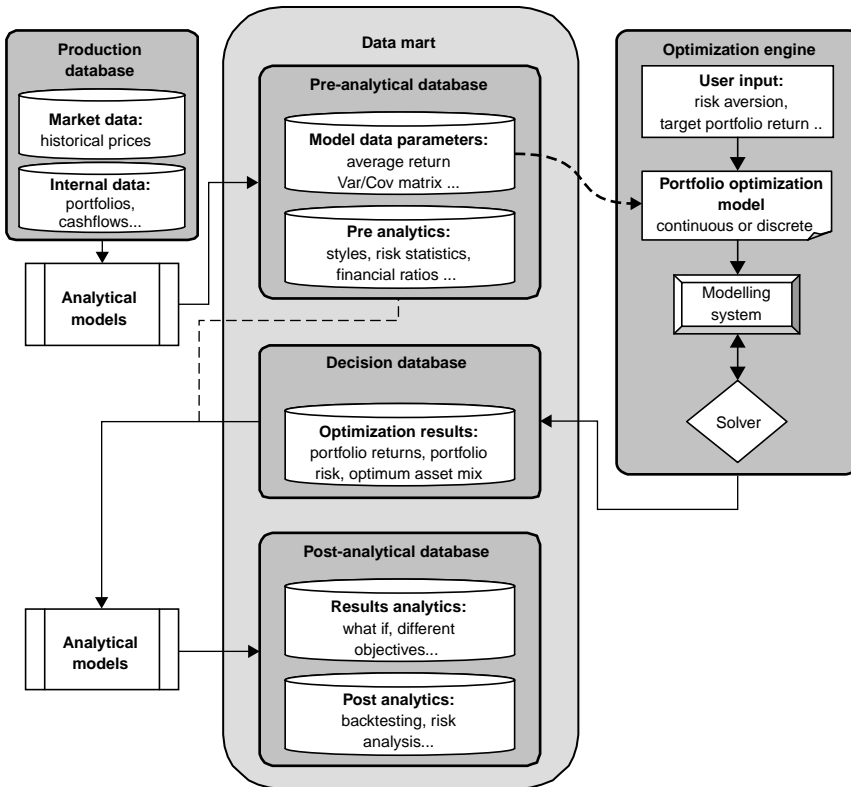 Production
database
Market data:
historical prices
Internal data:
portfolios,
cashflows...
Analytical
models
Data mart
Pre-analytical database
Model data parameters:
average return
Var/Cov matrix ...
Pre analytics:
styles, risk statistics,
financial ratios ...
Decision database
Optimization results:
portfolio returns, portfolio
risk, optimum asset mix
Post-analytical database
Results analytics:
what if, different
objectives...
Post analytics:
backtesting, risk
analysis...
Analytical
models
Optimization engine
User input:
risk aversion,
target portfolio return ..
Portfolio optimization
model
continuous or discrete
Modelling
system
Solver